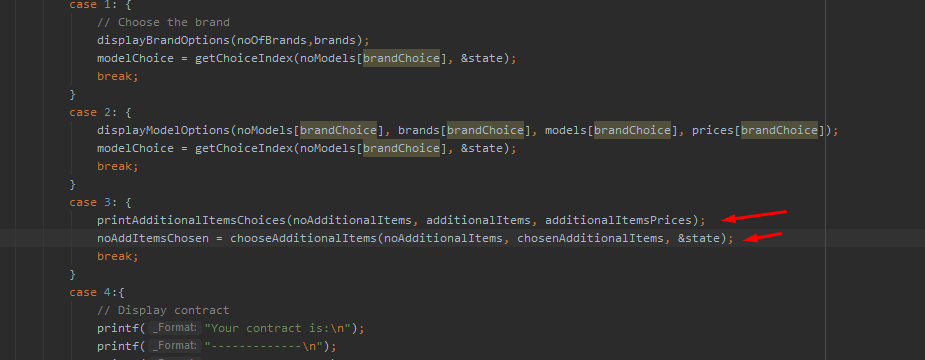 case 1: {
// Choose the brand
displayBrandOptions(noOfBrands,brands);
modelChoice = getChoiceIndex(noModels[brandChoice], &state);
break;
}
case 2: {
displayModelOptions(noModels[brandChoice], brands[brandChoice], models[brandChoice], prices[brandChoice]);
modelChoice = getChoiceIndex(noModels[brandChoice], &state);
break;
}
case 3: {
printAdditionalItemsChoices(noAdditionalItems, additionalItems, additionalItemsPrices);
noAddItemsChosen = chooseAdditionalItems(noAdditionalItems, chosenAdditionalItems, &state);
break;
}
case 4:{
// Display contract
printf( _Format: "Your contract is:\n");
printf( _Format: "-------------\n");